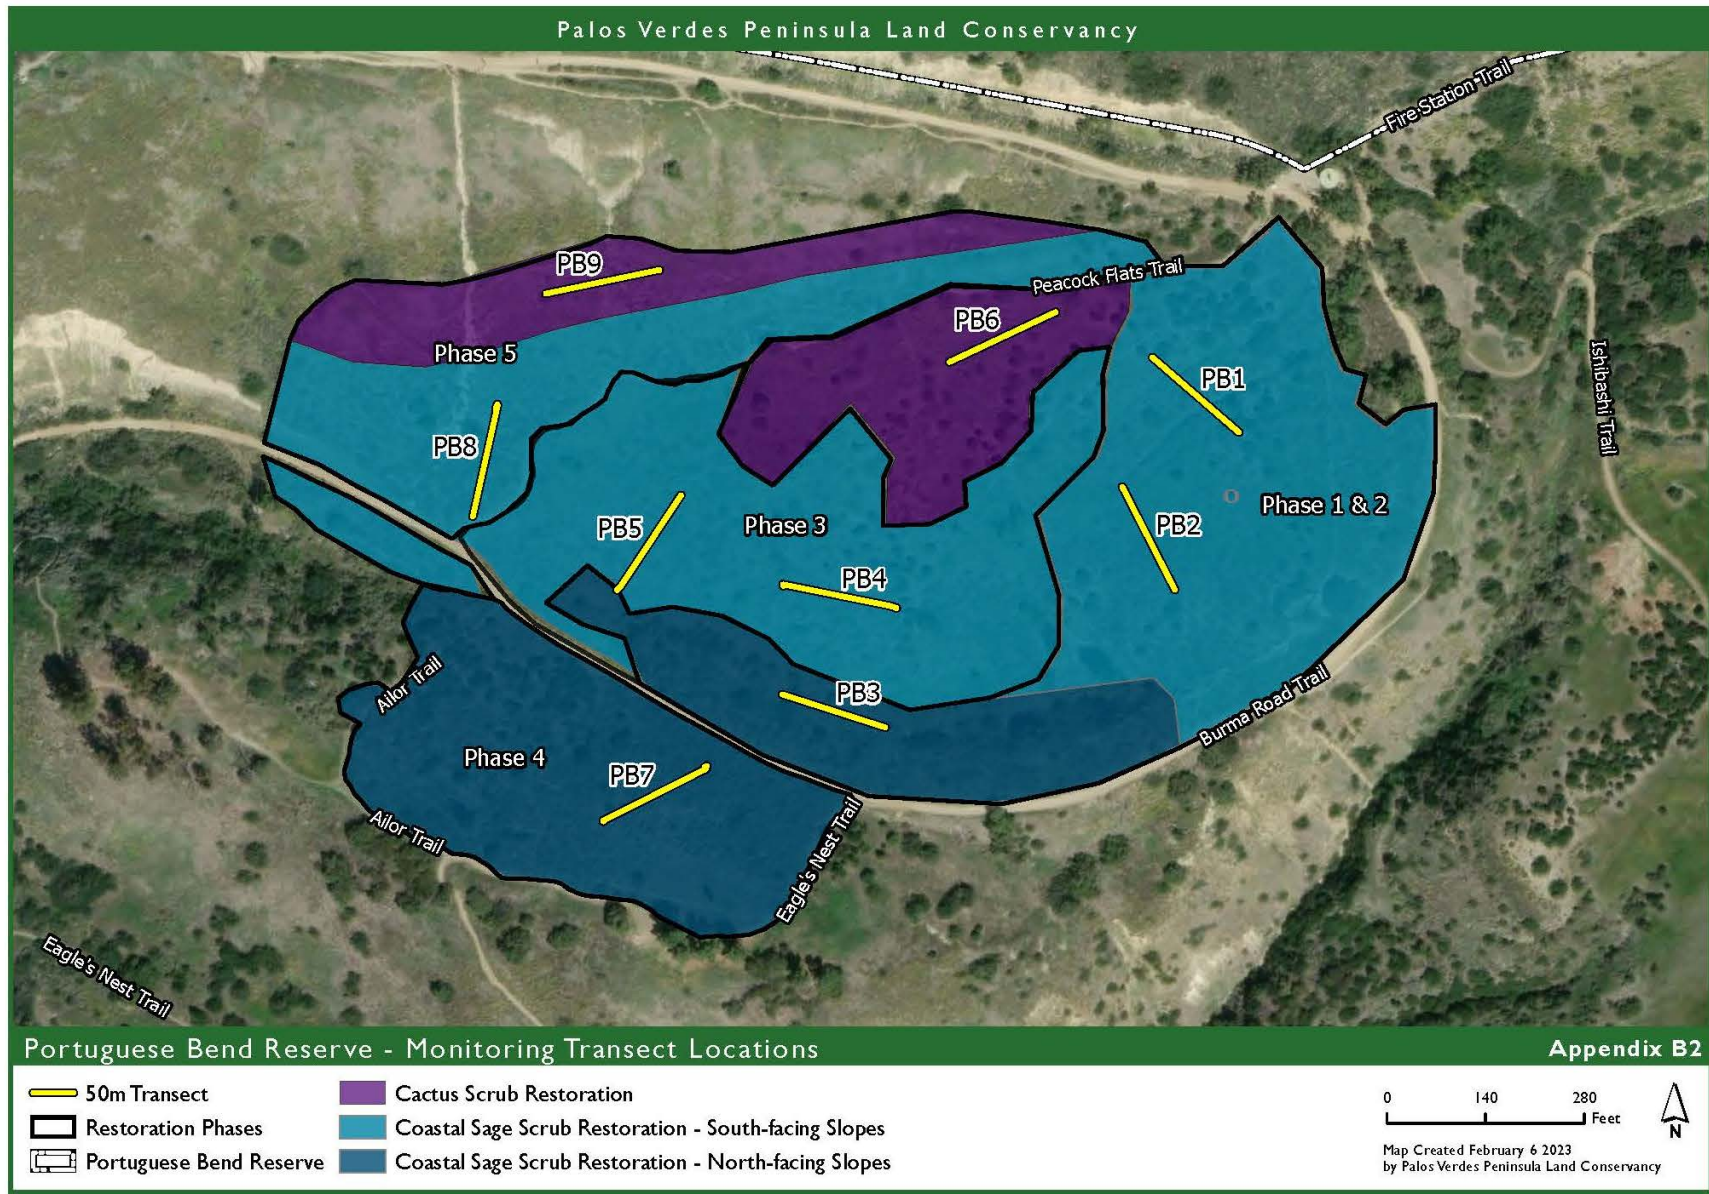 Palos Verdes Peninsula Land Conservancy
Fire Station Trail
PB9
Peacock Flats Trail
PB6
Phase 5
PB1
Ishibashi Trail
PB8
Phase 1 & 2
PB5
Phase 3
PB2
PB4
Ailor Trail
PB3
Burma Road Trail
Phase 4
PB7
Ailor Trail
Eagle's Nest Trail
Eagle's Nest Trail
Portuguese Bend Reserve - Monitoring Transect Locations
Appendix B2
50m Transect
Restoration Phases
Portuguese Bend Reserve
Cactus Scrub Restoration
Coastal Sage Scrub Restoration - South-facing Slopes
Coastal Sage Scrub Restoration - North-facing Slopes
0 140 280
Feet
N
Map Created February 6 2023
by Palos Verdes Peninsula Land Conservancy